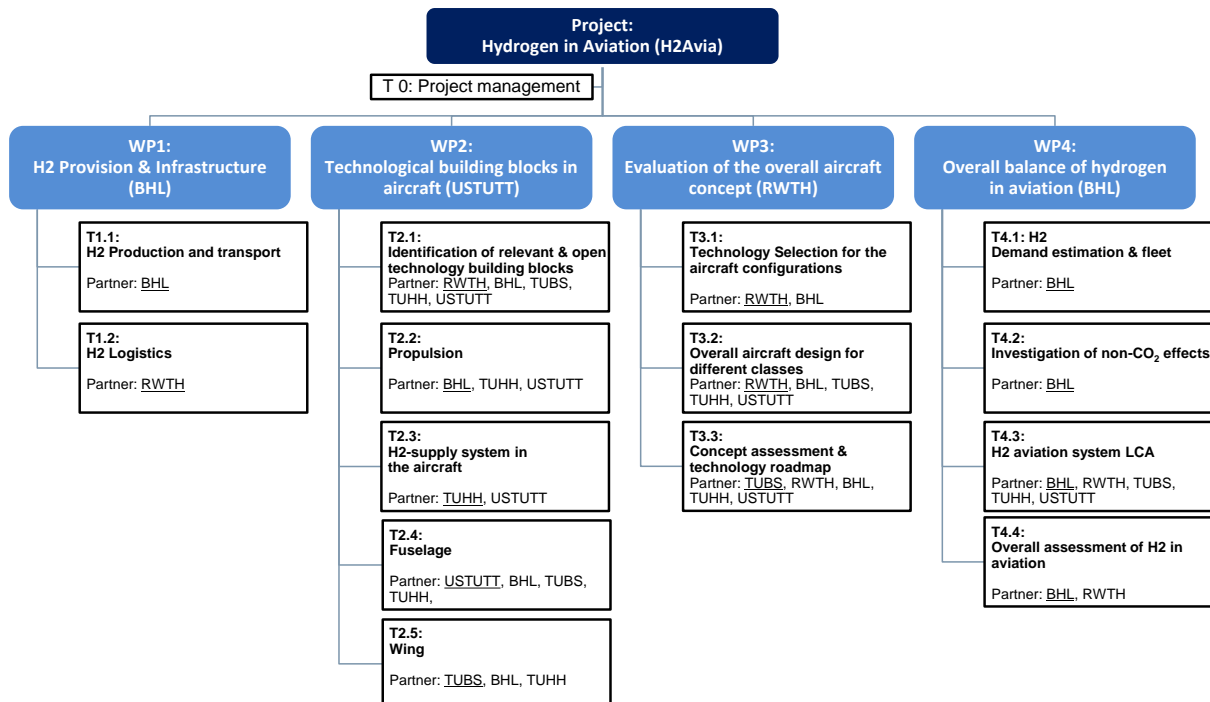 Project:
Hydrogen in Aviation (H2Avia)
T 0: Project management
WP1:
H2 Provision & Infrastructure
(BHL)
T1.1:
H2 Production and transport
Partner: BHL
T1.2:
H2 Logistics
Partner: RWTH
WP2:
Technological building blocks in
aircraft (USTUTT)
T2.1:
Identification of relevant & open
technology building blocks
Partner: RWTH, BHL, TUBS,
TUHH, USTUTT
T2.2:
Propulsion
Partner: BHL, TUHH, USTUTT
T2.3:
H2-supply system in
the aircraft
Partner: TUHH, USTUTT
T2.4:
Fuselage
Partner: USTUTT, BHL, TUBS,
TUHH,
T2.5:
Wing
Partner: TUBS, BHL, TUHH
WP3:
Evaluation of the overall aircraft
concept (RWTH)
T3.1:
Technology Selection for the
aircraft configurations
Partner: RWTH, BHL
T3.2:
Overall aircraft design for
different classes
Partner: RWTH, BHL, TUBS,
TUHH, USTUTT
T3.3:
Concept assessment &
technology roadmap
Partner: TUBS, RWTH, BHL,
TUHH, USTUTT
WP4:
Overall balance of hydrogen
in aviation (BHL)
T4.1: H2
Demand estimation & fleet
Partner: BHL
T4.2:
Investigation of non-CO₂ effects
Partner: BHL
T4.3:
H2 aviation system LCA
Partner: BHL, RWTH, TUBS,
TUHH, USTUTT
T4.4:
Overall assessment of H2 in
aviation
Partner: BHL, RWTH